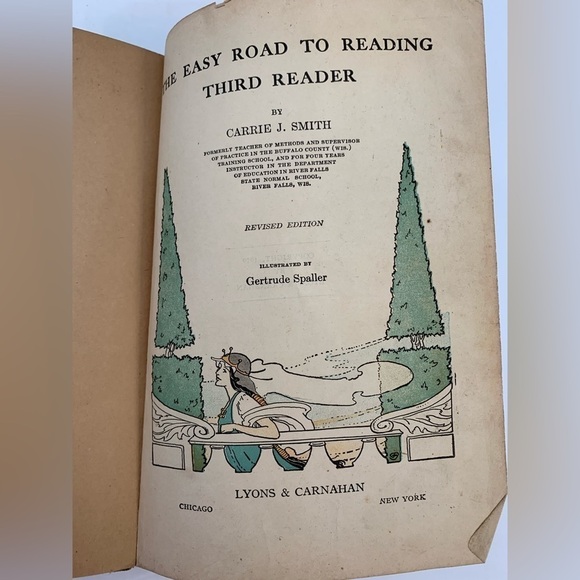 THE EASY ROAD TO READING
THIRD READER
BY
CARRIE J. SMITH
FORMERLY TEACHER OF METHODS AND SUPERVISOR
OF PRACTICE IN THE BUFFALO COUNTY (WIS.)
TRAINING SCHOOL, AND FOR FOUR YEARS
INSTRUCTOR IN THE DEPARTMENT
OF EDUCATION IN RIVER FALLS
STATE NORMAL SCHOOL,
RIVER FALLS, WIS.
REVISED EDITION
ILLUSTRATED BY
Gertrude Spaller
LYONS & CARNAHAN
CHICAGO NEW YORK